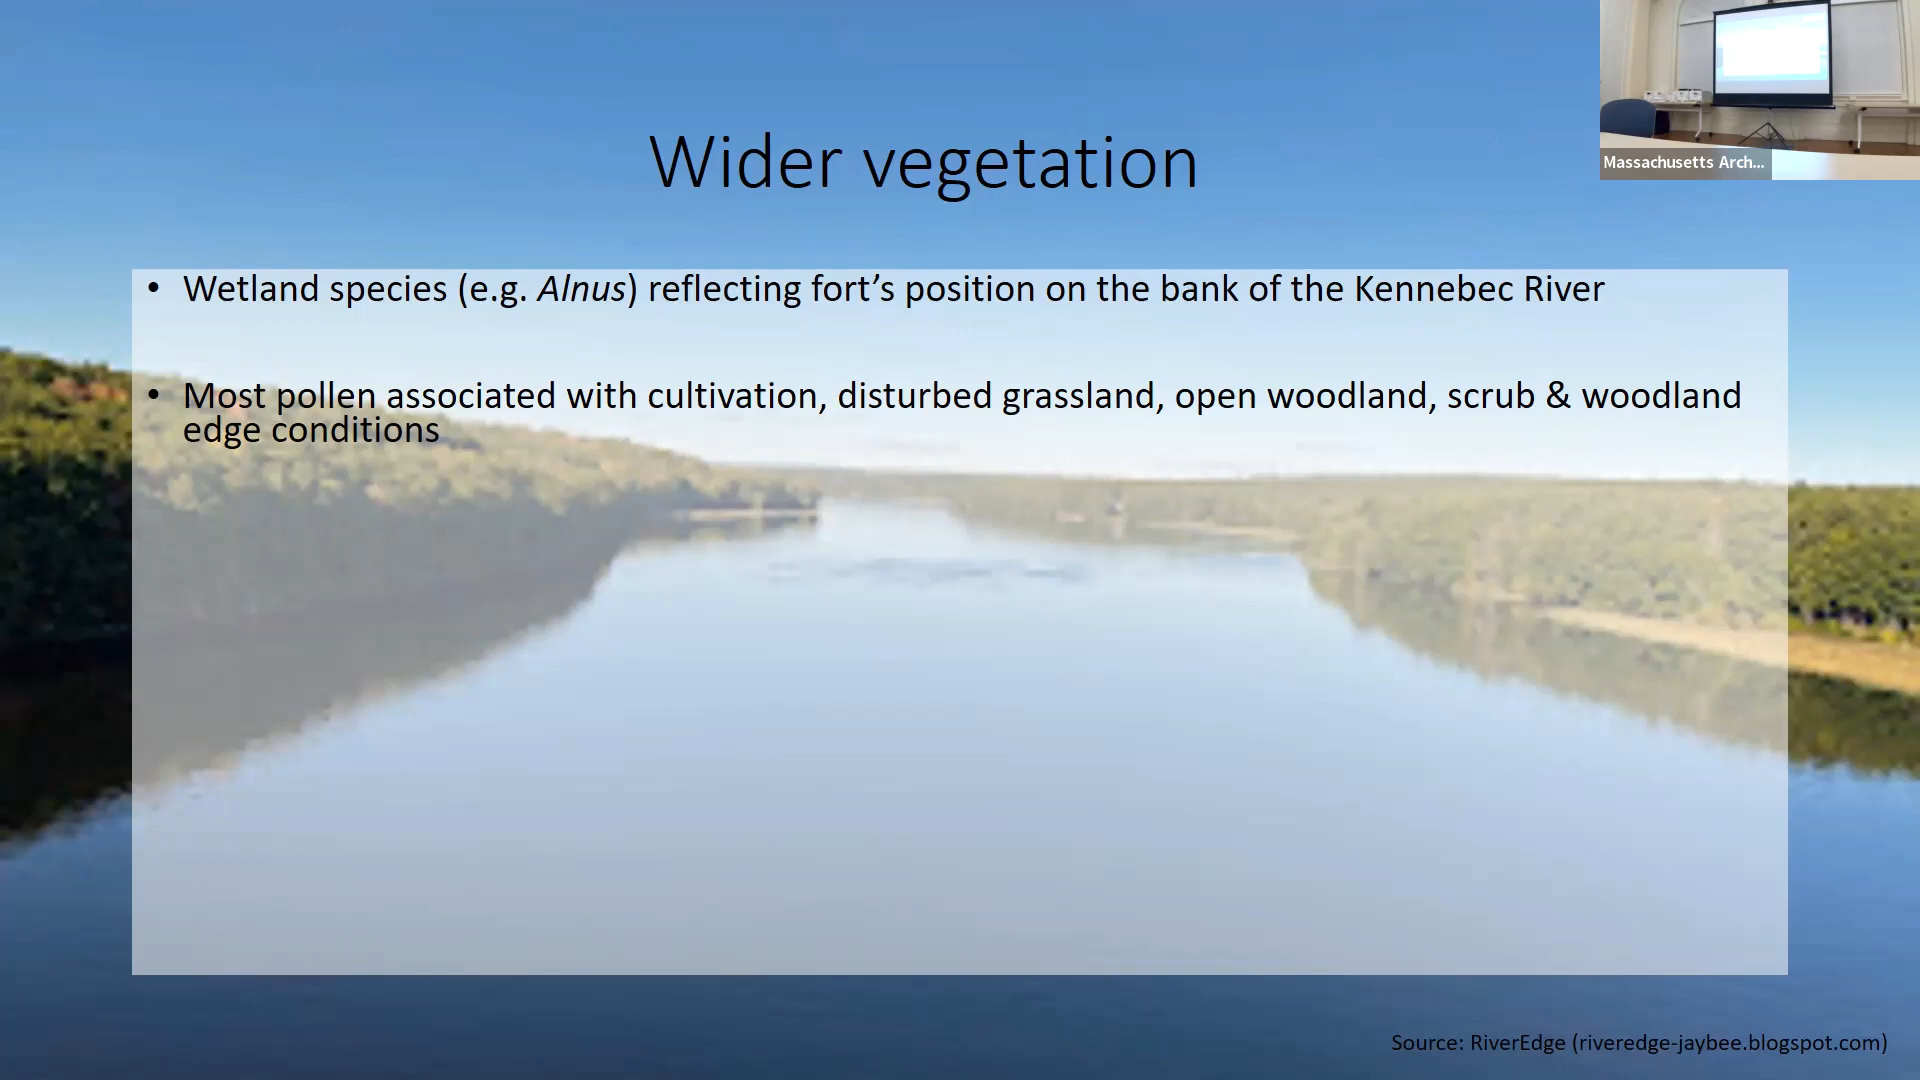 Massachusetts Arch...
Wider vegetation
• Wetland species (e.g. Alnus) reflecting fort’s position on the bank of the Kennebec River
• Most pollen associated with cultivation, disturbed grassland, open woodland, scrub & woodland
edge conditions
Source: RiverEdge (riveredge-jaybee.blogspot.com)